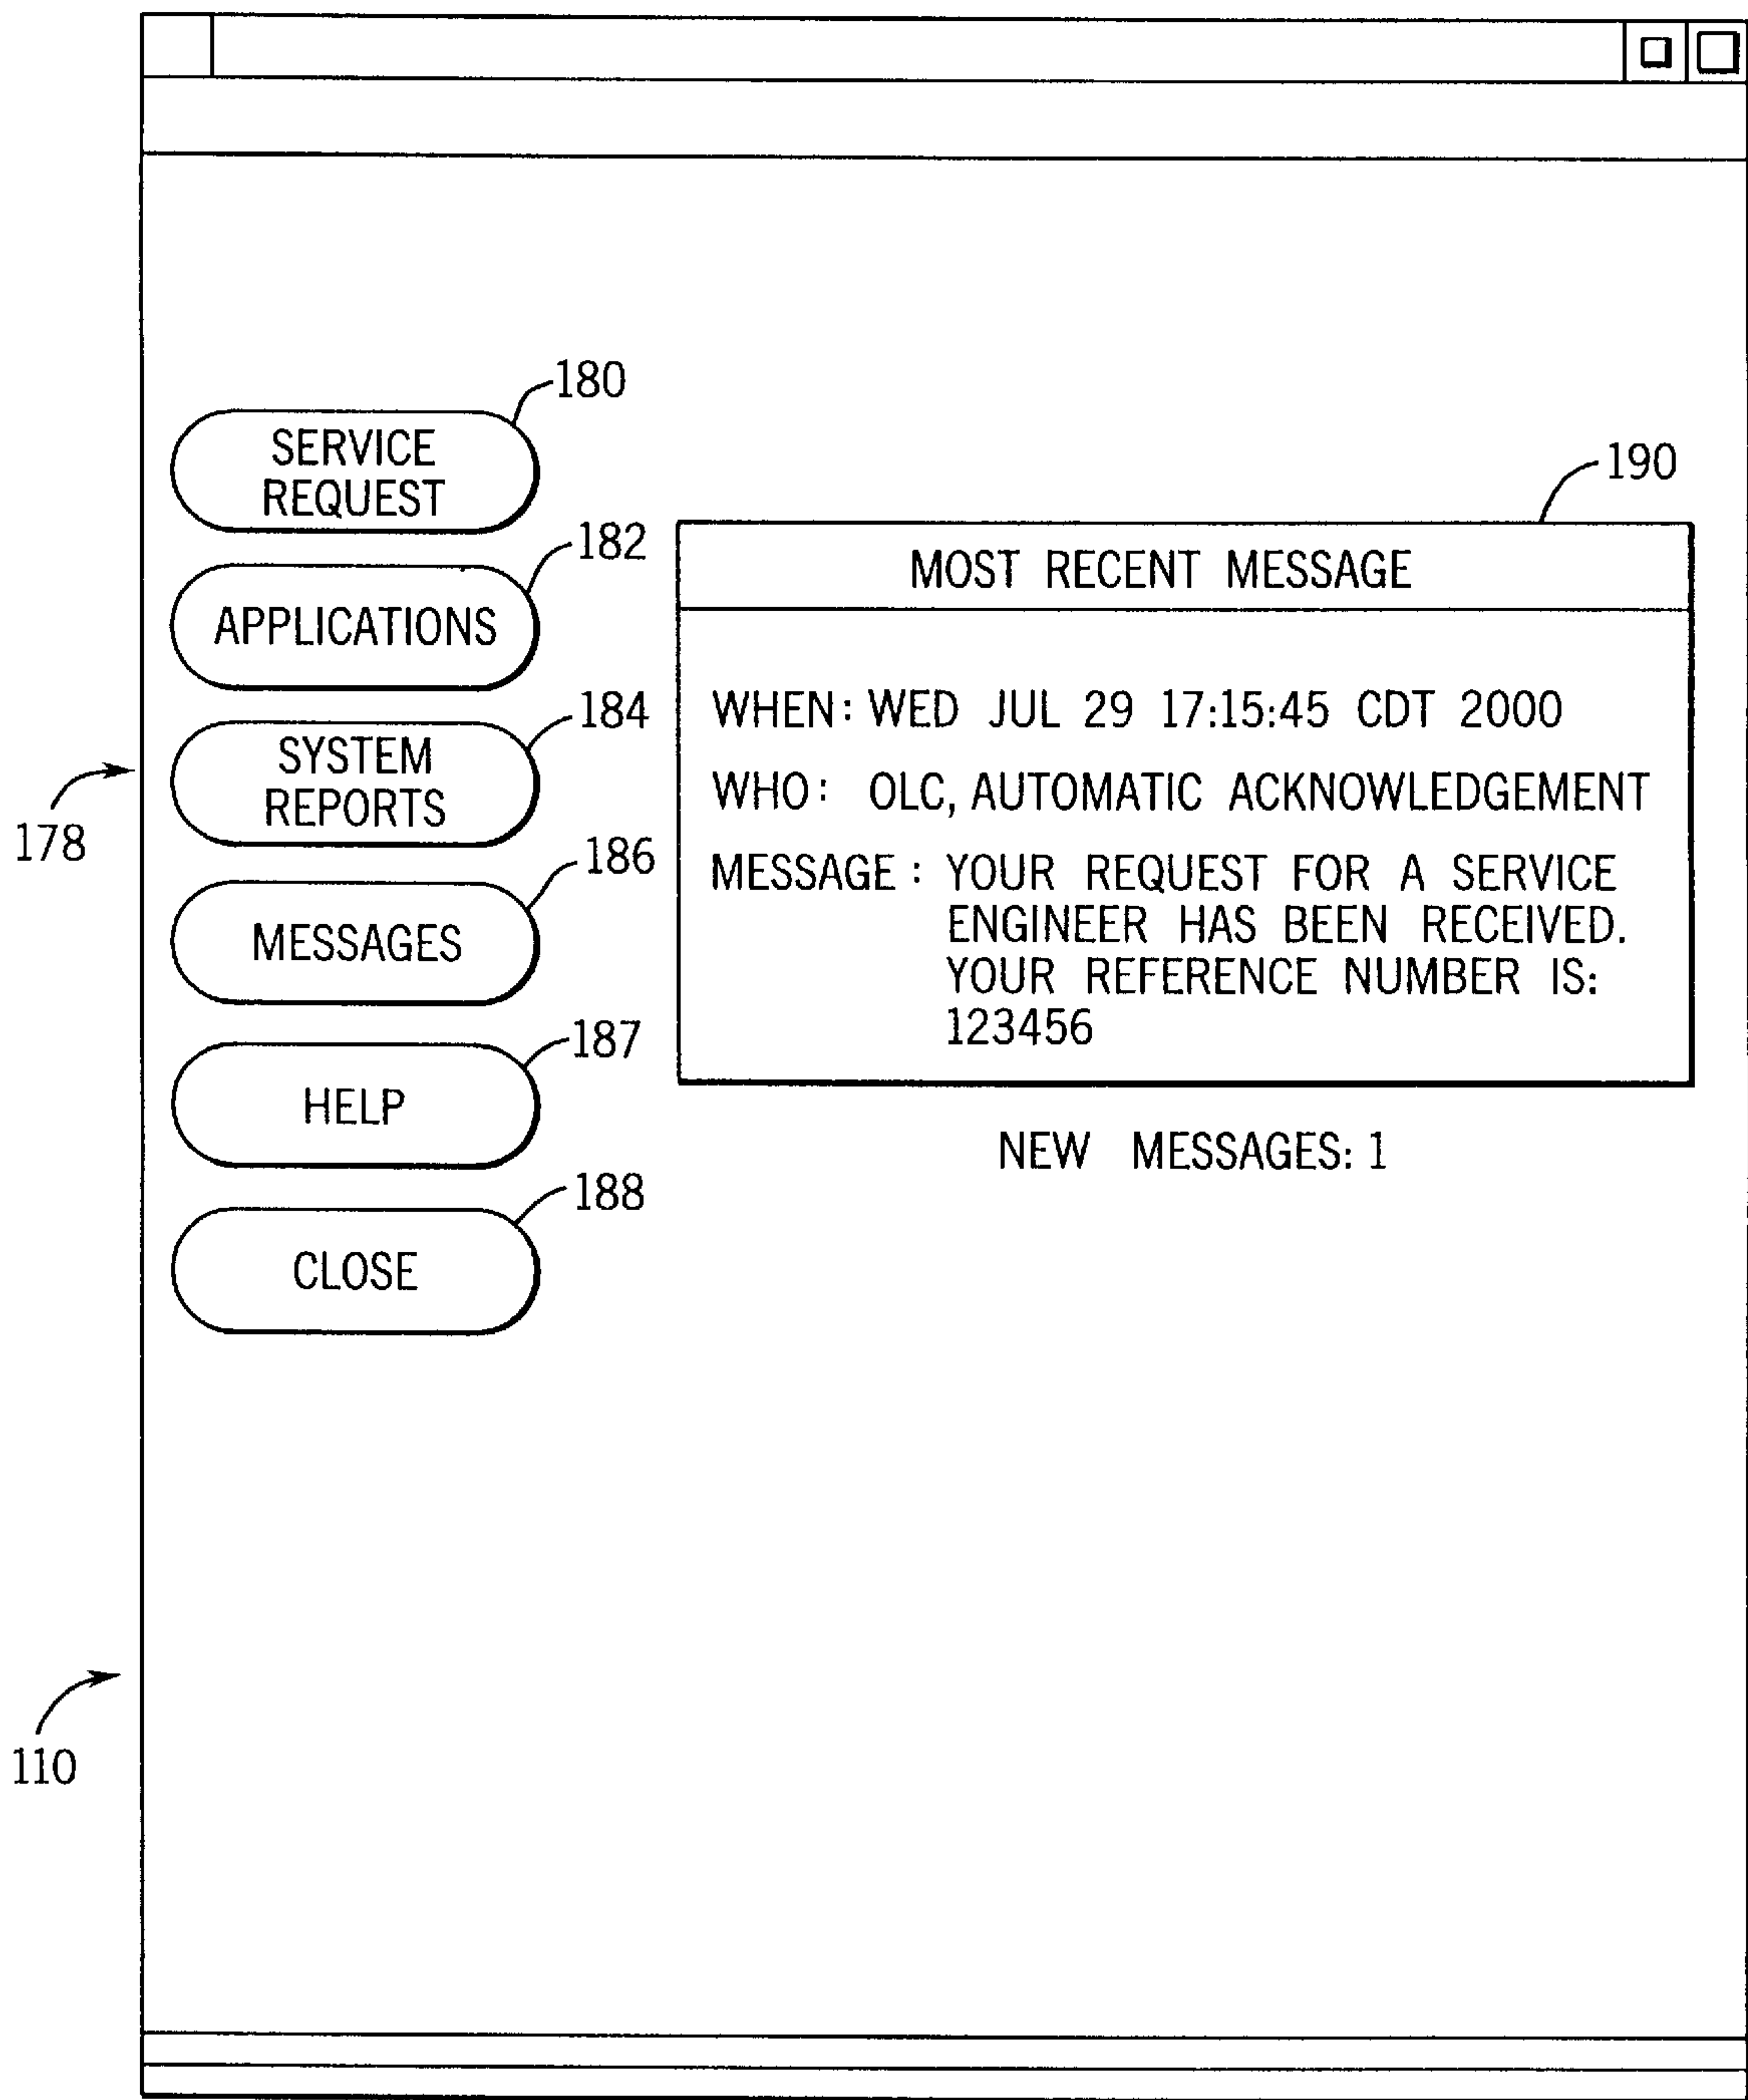 180
SERVICE
REQUEST
190
182
MOST RECENT MESSAGE
APPLICATIONS
184
WHEN: WED JUL 29 17:15:45 CDT 2000
SYSTEM
REPORTS
WHO: OLC, AUTOMATIC ACKNOWLEDGEMENT
178
186
MESSAGE: YOUR REQUEST FOR A SERVICE
ENGINEER HAS BEEN RECEIVED.
YOUR REFERENCE NUMBER IS:
123456
MESSAGES
187
HELP
NEW MESSAGES: 1
188
CLOSE
110